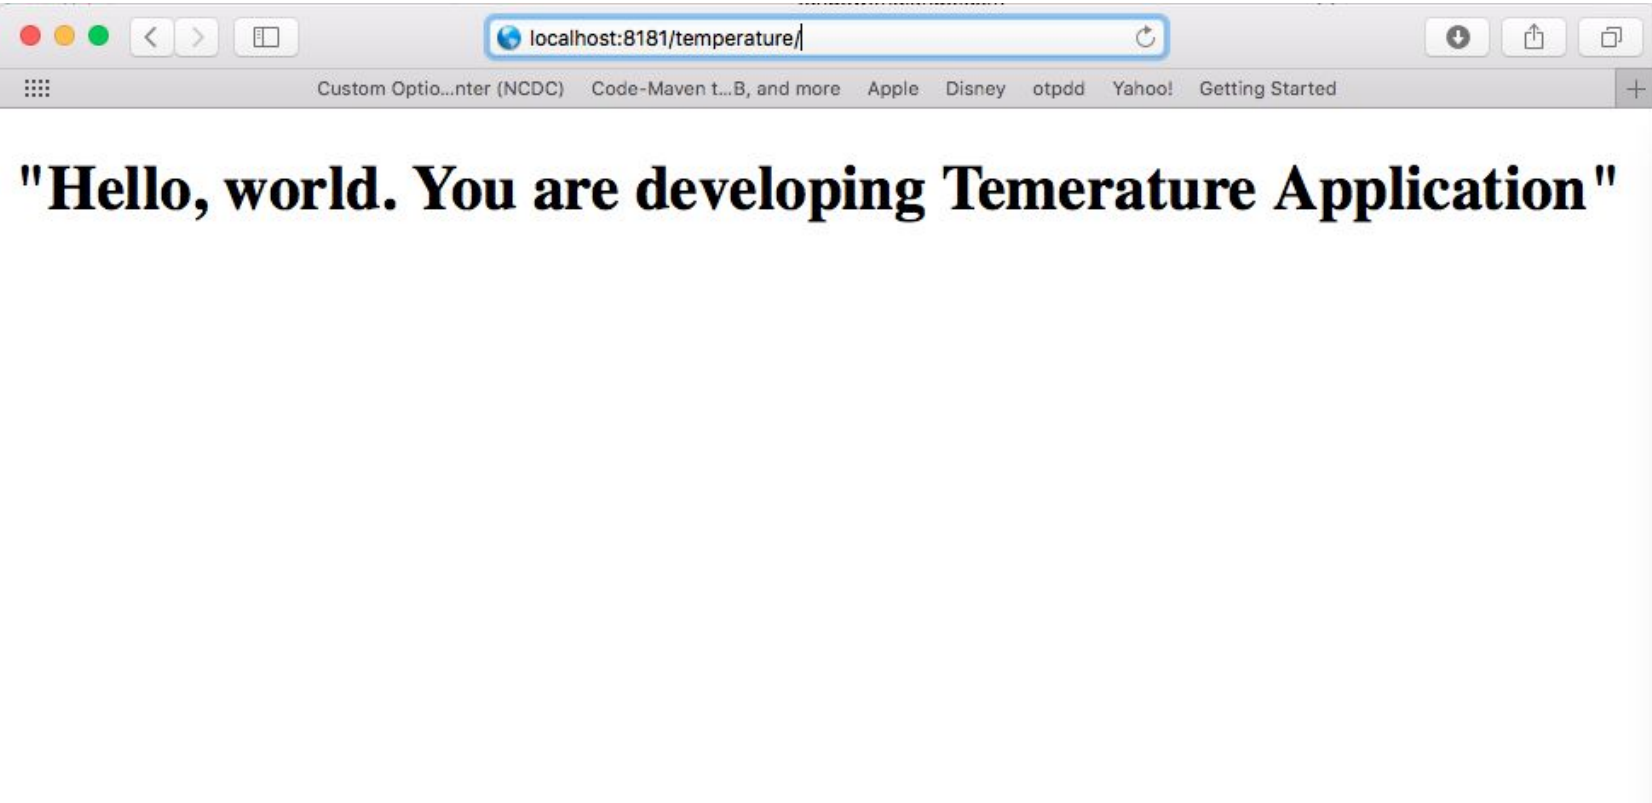 localhost:8181/temperature/
Custom Optio...nter (NCDC) Code-Maven t...B, and more Apple Disney otpdd Yahoo! Getting Started
"Hello, world. You are developing Temerature Application"